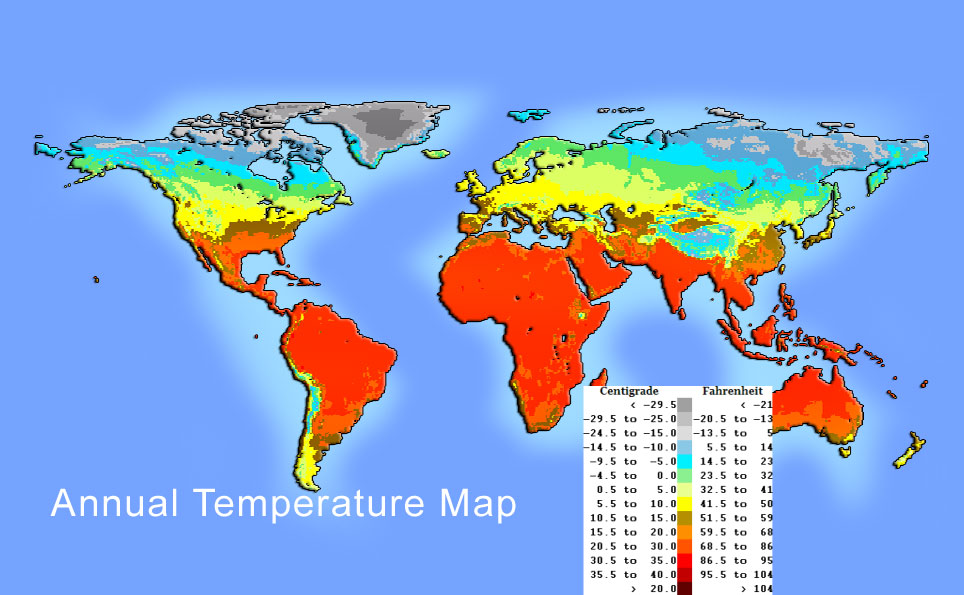 Centigrade Fahrenheit
< -29.5 < -21
-29.5 to -25.0 -20.5 to -13
-24.5 to -15.0 -13.5 to 5
-14.5 to -10.0 5.5 to 14
-9.5 to -5.0 14.5 to 23
-4.5 to 0.0 23.5 to 32
0.5 to 5.0 32.5 to 41
5.5 to 10.0 41.5 to 50
10.5 to 15.0 51.5 to 59
15.5 to 20.0 59.5 to 68
20.5 to 30.0 68.5 to 86
30.5 to 35.0 86.5 to 95
35.5 to 40.0 95.5 to 104
> 20.0 > 104
Annual Temperature Map